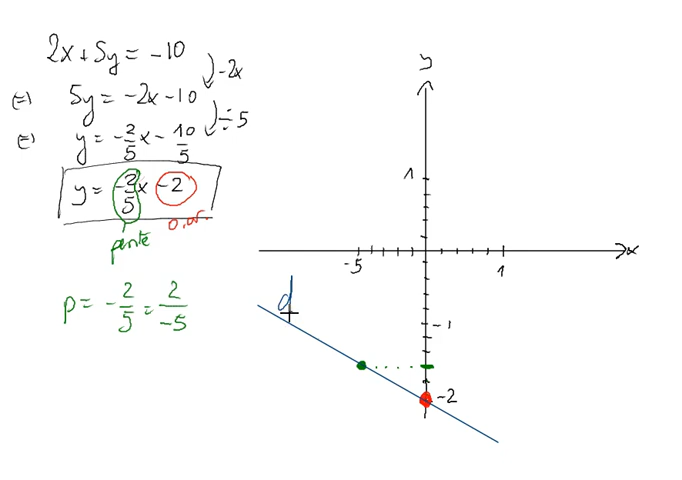 2x + 5y = -10
-2x
(=) 5y = -2x - 10
÷ 5
(=) y = -2/5 x - 10/5
y = -2/5 x - 2
o.or
pente
p = -2/5 = 2/-5
y
1
-5
1
x
d
-1
-2